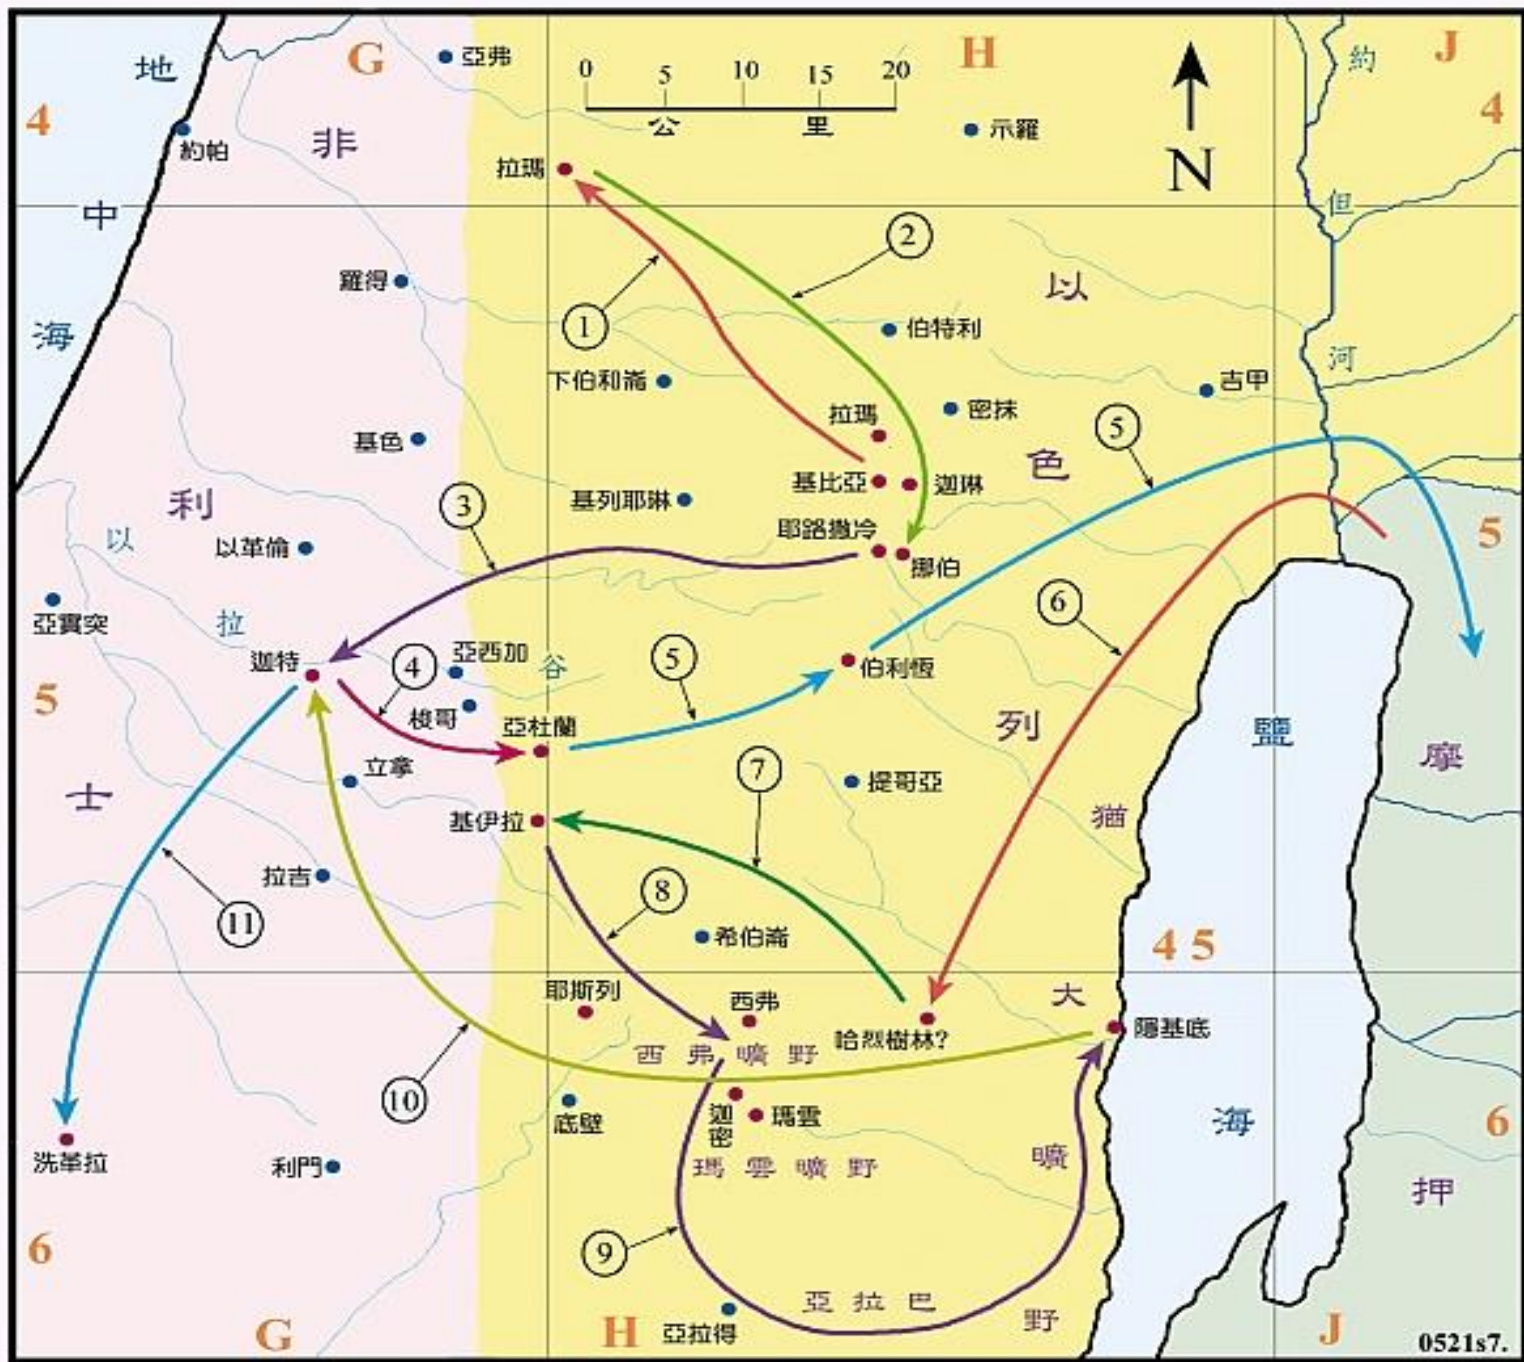 G
亞弗
0 5 10 15 20
公里
H
J
約
地
4
約帕
非
示羅
4
拉瑪
N
中
但
2
羅得
以
1
海
伯特利
河
下伯和崙
吉甲
拉瑪
密抹
5
基色
色
利
3
基列耶琳
基比亞
迦琳
耶路撒冷
5
以
以革倫
挪伯
亞實突
拉
6
迦特
4
亞西加
谷
5
伯利恆
5
梭哥
亞杜蘭
列
鹽
摩
士
立拿
7
提哥亞
基伊拉
猶
拉吉
8
11
希伯崙
45
耶斯列
西弗
大
哈烈樹林?
隱基底
西弗曠野
10
底壁
迦密
瑪雲
海
6
洗革拉
利門
瑪雲曠野
曠
押
6
9
亞拉巴
野
G
H
亞拉得
J
0521s7.